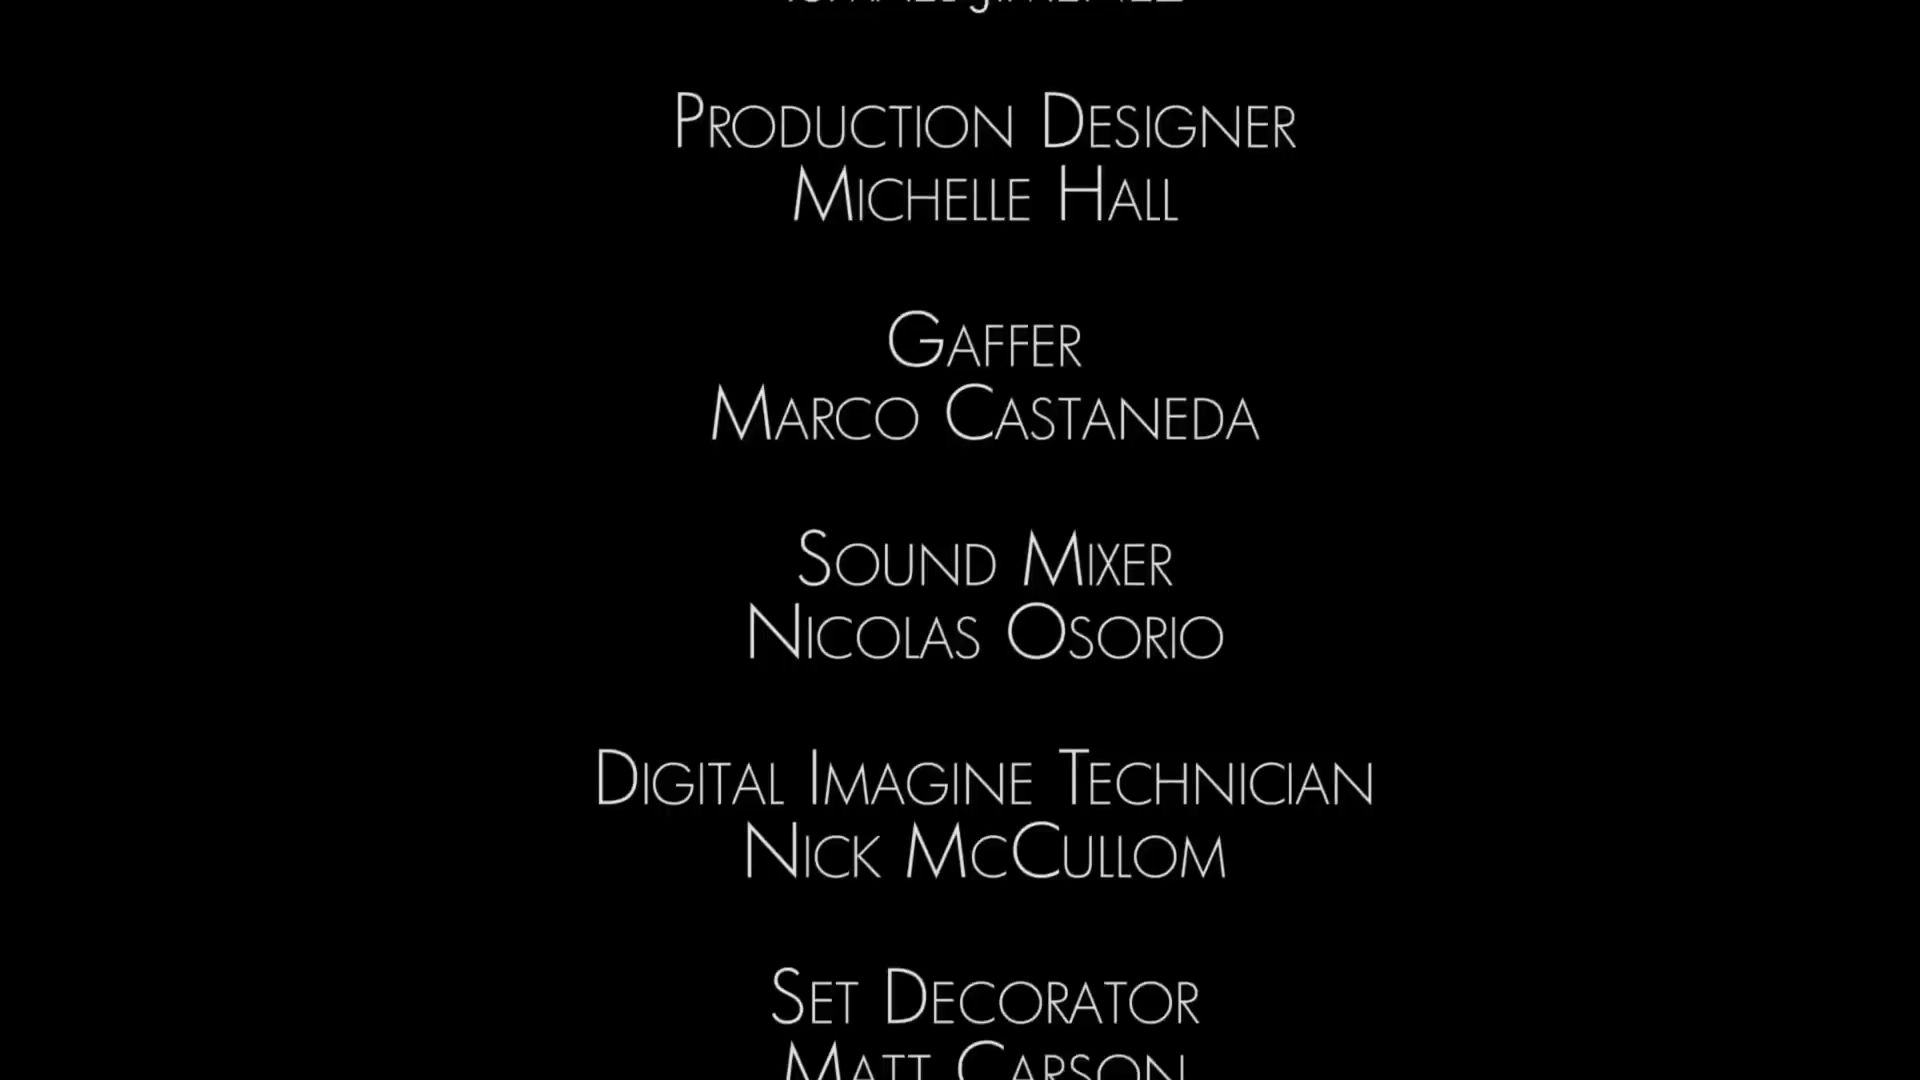 Production Designer
Michelle Hall
Gaffer
Marco Castaneda
Sound Mixer
Nicolas Osorio
Digital Imagine Technician
Nick McCullom
Set Decorator
Matt Carson